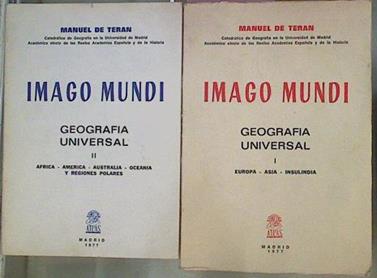 MANUEL DE TERAN
Catedrático de Geografía en la Universidad de Madrid
Académico electo de las Reales Academias Española y de la Historia
IMAGO MUNDI
GEOGRAFIA
UNIVERSAL
II
AFRICA - AMERICA - AUSTRALIA - OCEANIA
Y REGIONES POLARES
ATLAS
MADRID
1977
MANUEL DE TERAN
Catedrático de Geografía en la Universidad de Madrid
Académico electo de las Reales Academias Española y de la Historia
IMAGO MUNDI
GEOGRAFIA
UNIVERSAL
I
EUROPA - ASIA - INSULINDIA
ATLAS
MADRID
1977